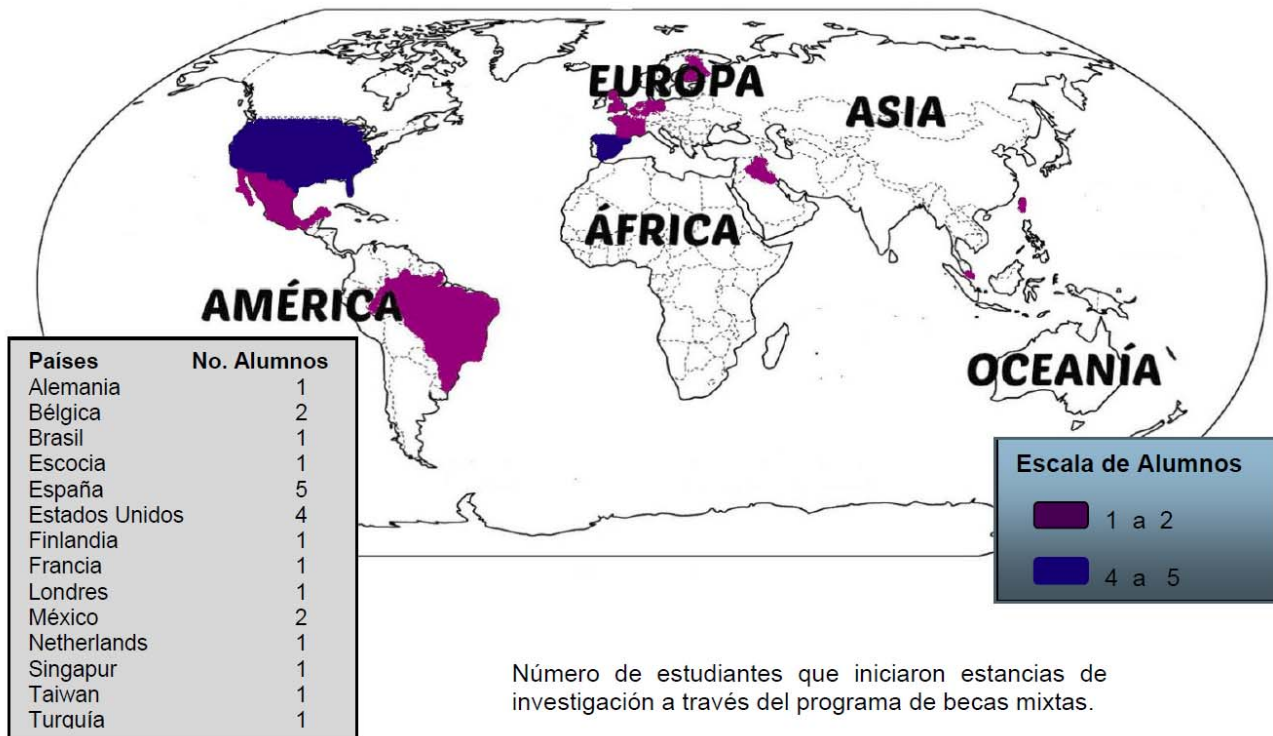 EUROPA
ASIA
ÁFRICA
AMÉRICA
OCEANÍA
Países No. Alumnos
Alemania 1
Bélgica 2
Brasil 1
Escocia 1
España 5
Estados Unidos 4
Finlandia 1
Francia 1
Londres 1
México 2
Netherlands 1
Singapur 1
Taiwan 1
Turquía 1
Escala de Alumnos
1 a 2
4 a 5
Número de estudiantes que iniciaron estancias de
investigación a través del programa de becas mixtas.